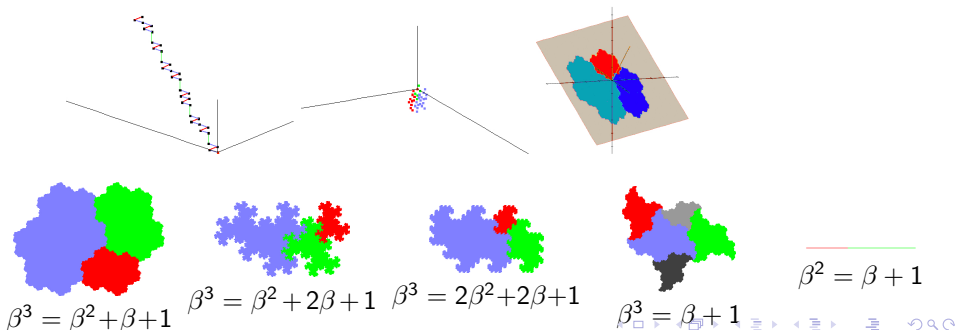 β³ = β²+β+1
β³ = β²+2β+1
β³ = 2β²+2β+1
β³ = β+1
β² = β+1